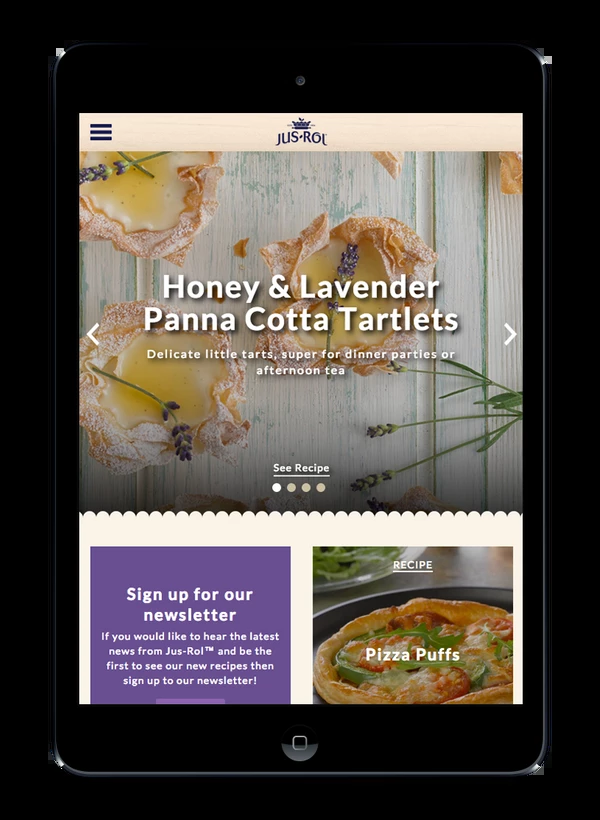 JUS-ROL
Honey & Lavender
Panna Cotta Tartlets
Delicate little tarts, super for dinner parties or
afternoon tea
See Recipe
Sign up for our
newsletter
If you would like to hear the latest
news from Jus-Rol™ and be the
first to see our new recipes then
sign up to our newsletter!
RECIPE
Pizza Puffs